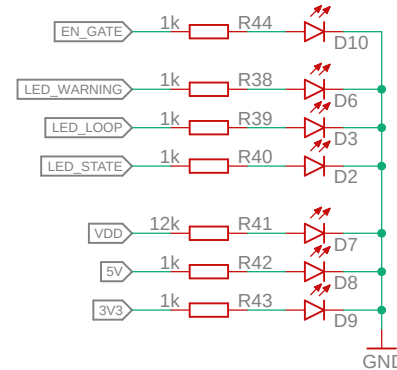 EN_GATE 1k R44 D10
LED_WARNING 1k R38 D6
LED_LOOP 1k R39 D3
LED_STATE 1k R40 D2
VDD 12k R41 D7
5V 1k R42 D8
3V3 1k R43 D9
GND